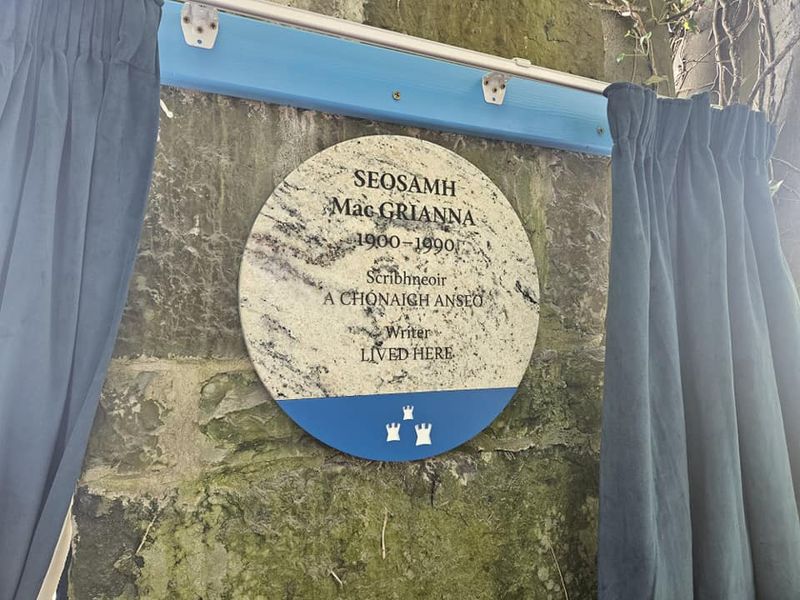 SEOSAMH
Mac GRIANNA
1900–1990
Scríbhneoir
A CHÓNAIGH ANSEO
Writer
LIVED HERE